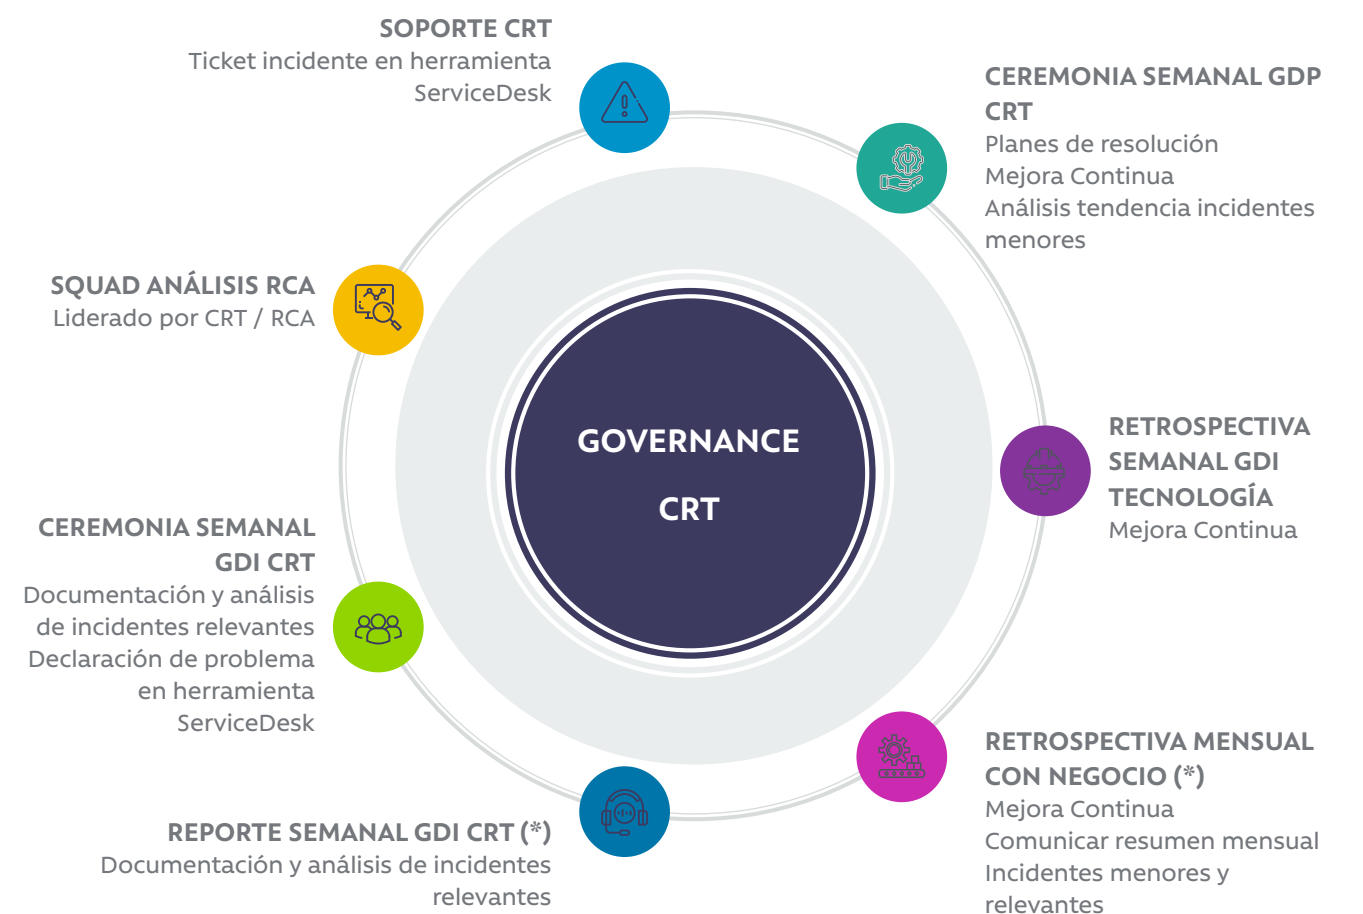 SOPORTE CRT
Ticket incidente en herramienta
ServiceDesk
CEREMONIA SEMANAL GDP
CRT
Planes de resolución
Mejora Continua
Análisis tendencia incidentes
menores
SQUAD ANÁLISIS RCA
Liderado por CRT / RCA
GOVERNANCE
CRT
RETROSPECTIVA
SEMANAL GDI
TECNOLOGÍA
Mejora Continua
CEREMONIA SEMANAL
GDI CRT
Documentación y análisis
de incidentes relevantes
Declaración de problema
en herramienta
ServiceDesk
RETROSPECTIVA MENSUAL
CON NEGOCIO (*)
Mejora Continua
Comunicar resumen mensual
Incidentes menores y
relevantes
REPORTE SEMANAL GDI CRT (*)
Documentación y análisis de incidentes
relevantes